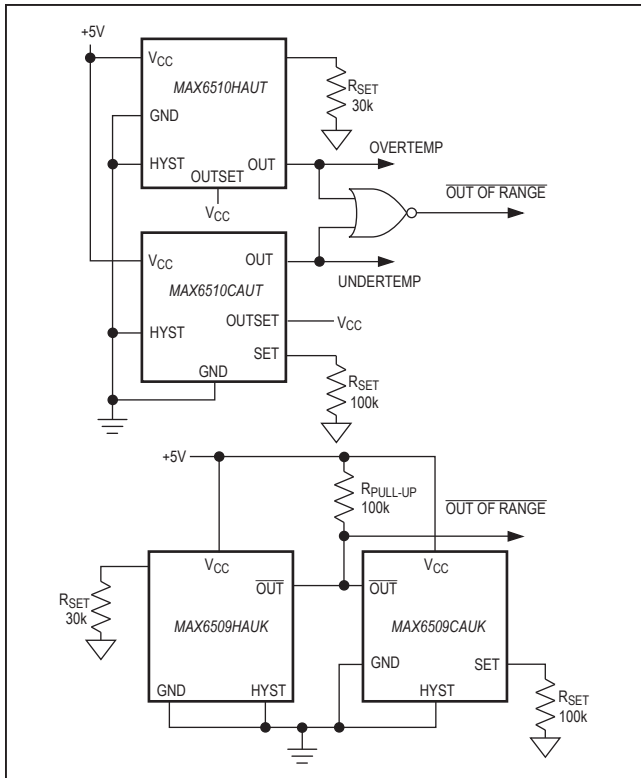 +5V
VCC
MAX6510HAUT
RSET
30k
GND
HYST
OUT
OUTSET
VCC
OVERTEMP
OUT OF RANGE
VCC
OUT
MAX6510CAUT
UNDERTEMP
HYST
OUTSET
VCC
SET
GND
RSET
100k
+5V
RPULL-UP
100k
OUT OF RANGE
VCC
VCC
RSET
30k
OUT
OUT
MAX6509HAUK
MAX6509CAUK
GND
HYST
GND
SET
HYST
RSET
100k